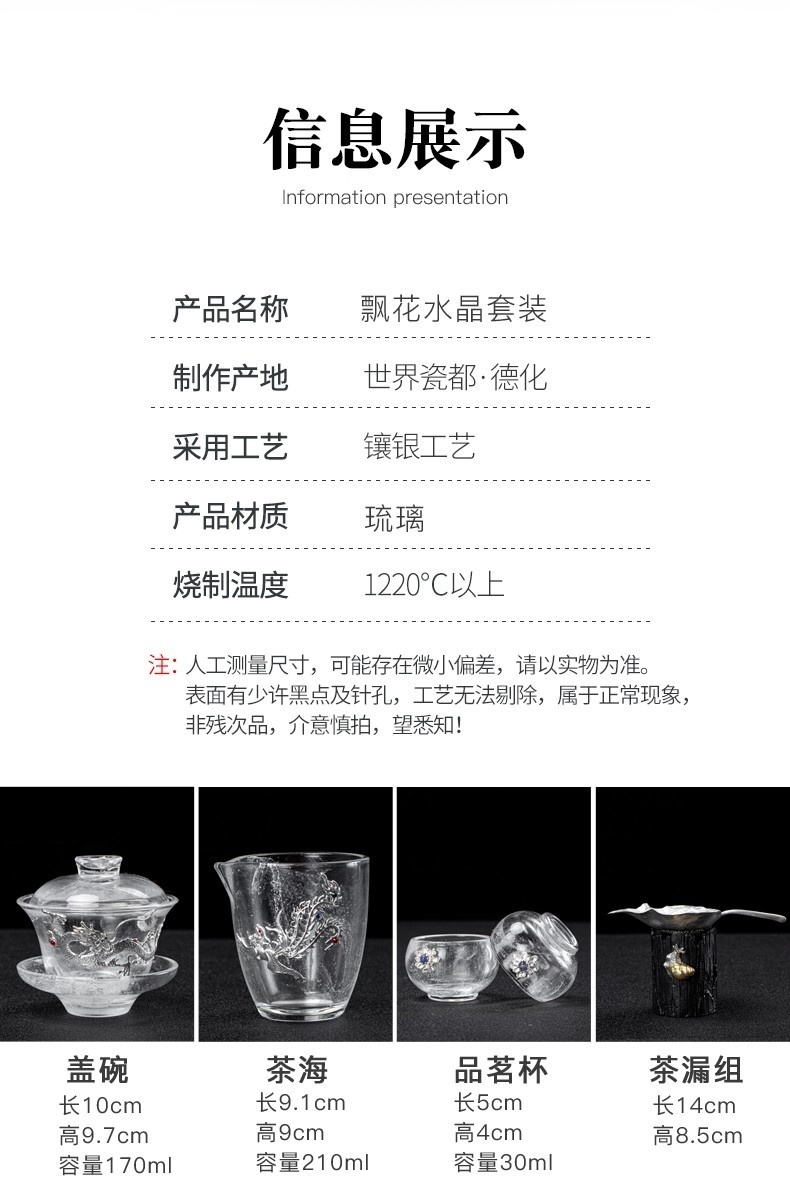 信息展示
Information presentation
产品名称 飘花水晶套装
制作产地 世界瓷都·德化
采用工艺 镶银工艺
产品材质 琉璃
烧制温度 1220℃以上
注：人工测量尺寸，可能存在微小偏差，请以实物为准。
表面有少许黑点及针孔，工艺无法剔除，属于正常现象，
非残次品，介意慎拍，望悉知！
盖碗 茶海 品茗杯 茶漏组
长10cm 长9.1cm 长5cm 长14cm
高9.7cm 高9cm 高4cm 高8.5cm
容量170ml 容量210ml 容量30ml